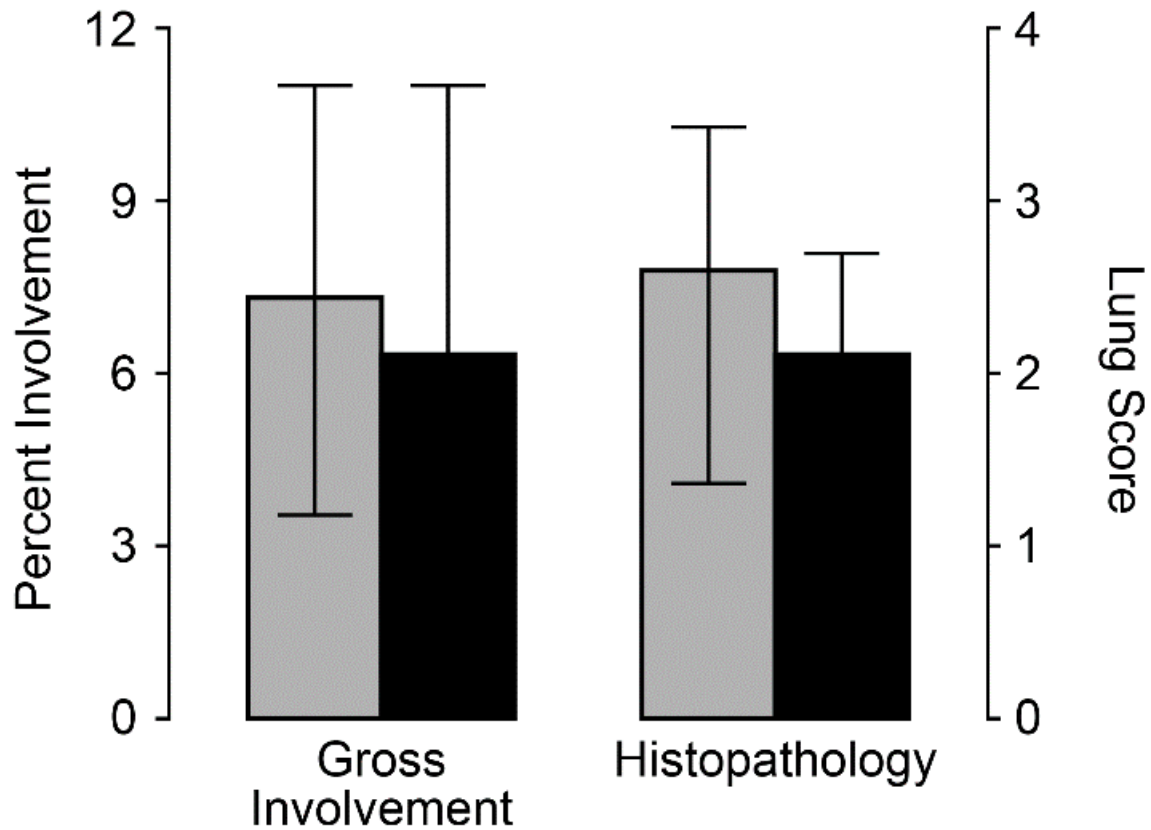 12
9
6
3
0
Percent Involvement
4
3
2
1
0
Lung Score
Gross
Involvement
Histopathology